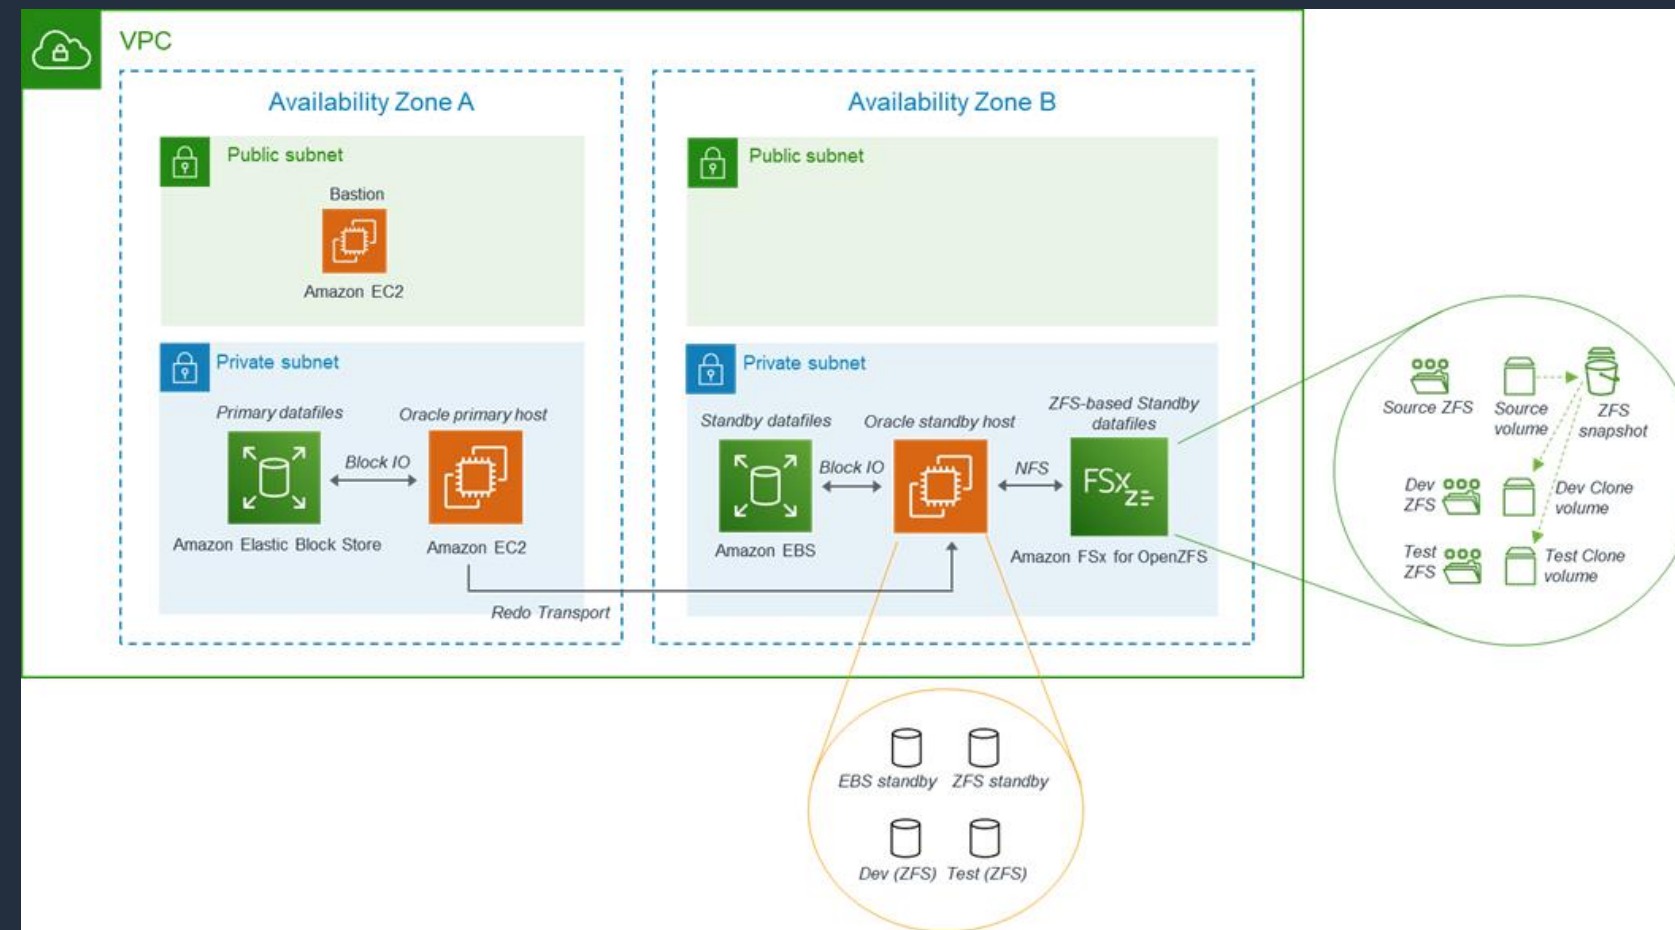 VPC
Availability Zone A
Public subnet
Bastion
Amazon EC2
Private subnet
Primary datafiles
Oracle primary host
Block IO
Amazon Elastic Block Store
Amazon EC2
Redo Transport
Availability Zone B
Public subnet
Private subnet
Standby datafiles
Oracle standby host
ZFS-based Standby
datafiles
Block IO
NFS
FSx
Z
Amazon EBS
Amazon FSx for OpenZFS
Source ZFS
Source
volume
ZFS
snapshot
Dev
ZFS
Dev Clone
volume
Test
ZFS
Test Clone
volume
EBS standby
ZFS standby
Dev (ZFS)
Test (ZFS)